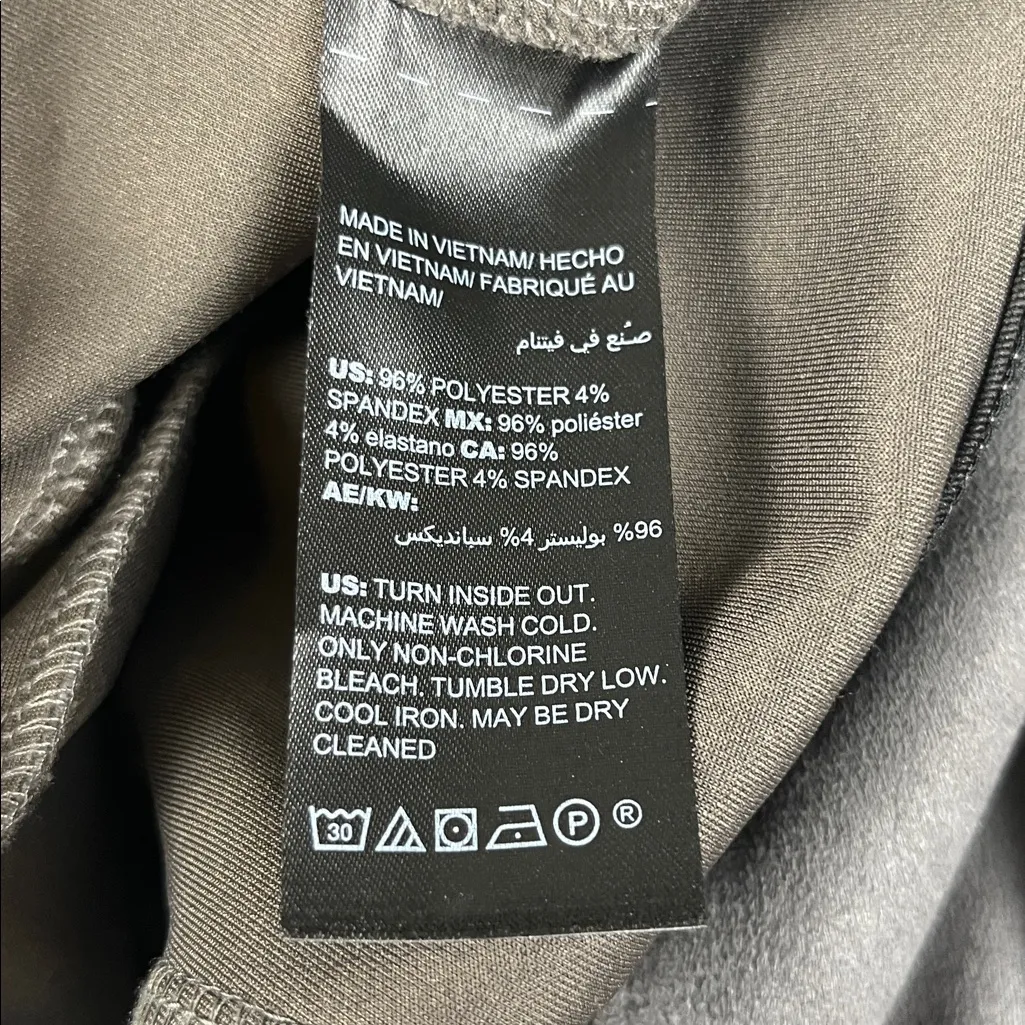 MADE IN VIETNAM/ HECHO
EN VIETNAM/ FABRIQUÉ AU
VIETNAM/
صُنع في فيتنام
US: 96% POLYESTER 4%
SPANDEX MX: 96% poliéster
4% elastano CA: 96%
POLYESTER 4% SPANDEX
AE/KW:
96% بوليستر 4% سبانديكس
US: TURN INSIDE OUT.
MACHINE WASH COLD.
ONLY NON-CHLORINE
BLEACH. TUMBLE DRY LOW.
COOL IRON. MAY BE DRY
CLEANED
30 P ®